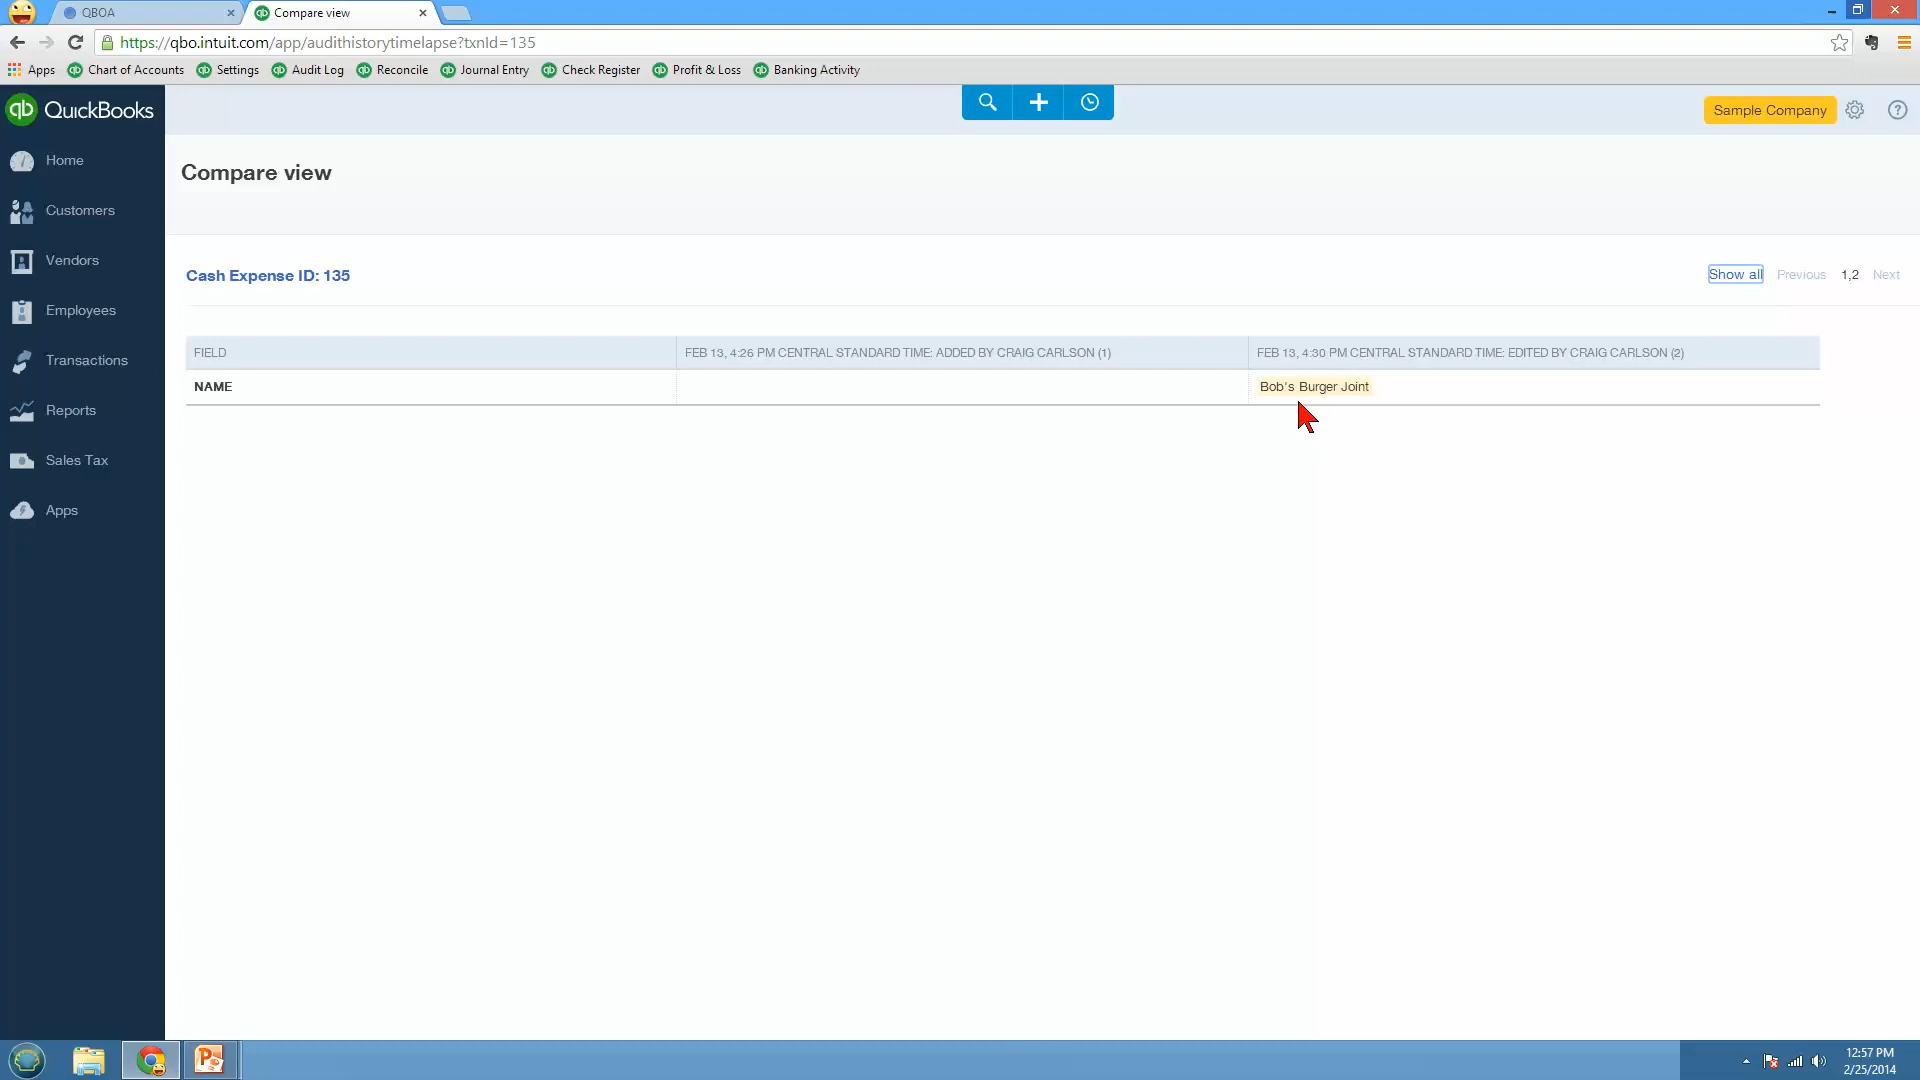 QBOA
Compare view
https://qbo.intuit.com/app/audithistorytimelapse?txnId=135
Apps Chart of Accounts Settings Audit Log Reconcile Journal Entry Check Register Profit & Loss Banking Activity
qb QuickBooks
Sample Company
Home
Customers
Vendors
Employees
Transactions
Reports
Sales Tax
Apps
Compare view
Cash Expense ID: 135
Show all Previous 1,2 Next
FIELD FEB 13, 4:26 PM CENTRAL STANDARD TIME: ADDED BY CRAIG CARLSON (1) FEB 13, 4:30 PM CENTRAL STANDARD TIME: EDITED BY CRAIG CARLSON (2)
NAME Bob's Burger Joint
12:57 PM
2/25/2014